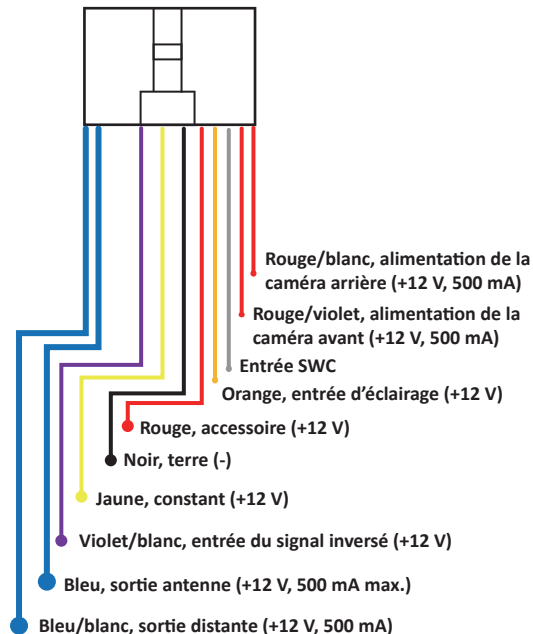 Rouge/blanc, alimentation de la
caméra arrière (+12 V, 500 mA)
Rouge/violet, alimentation de la
caméra avant (+12 V, 500 mA)
Entrée SWC
Orange, entrée d’éclairage (+12 V)
Rouge, accessoire (+12 V)
Noir, terre (-)
Jaune, constant (+12 V)
Violet/blanc, entrée du signal inversé (+12 V)
Bleu, sortie antenne (+12 V, 500 mA max.)
Bleu/blanc, sortie distante (+12 V, 500 mA)